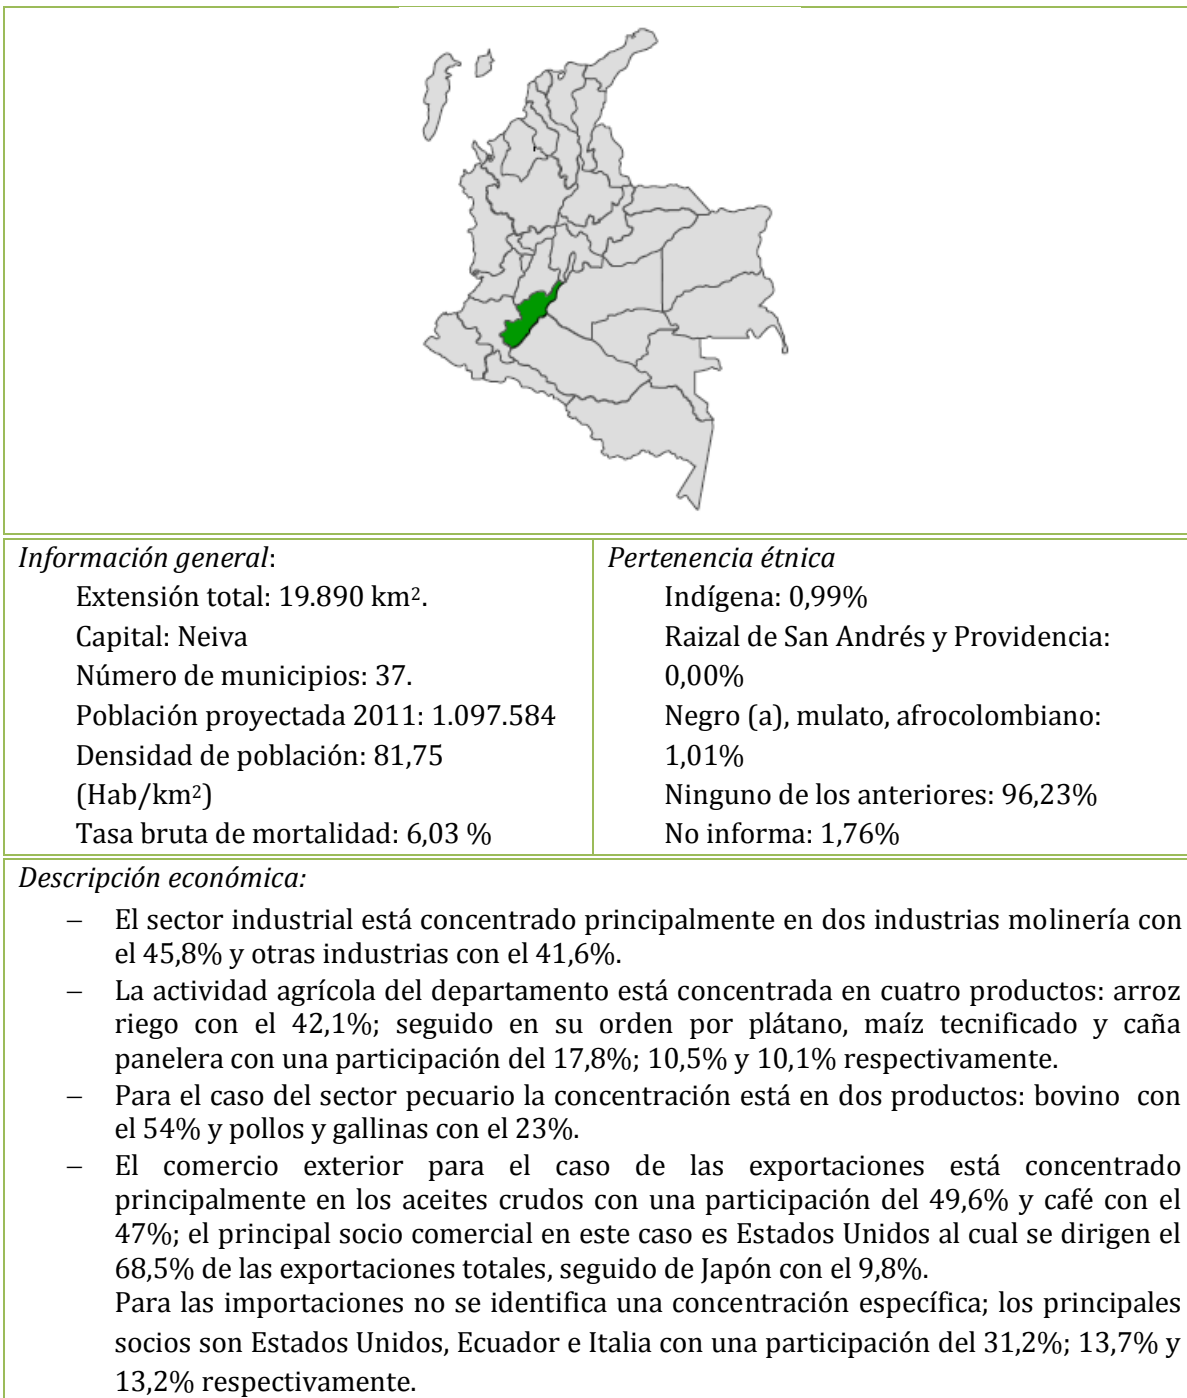 Información general:
Extensión total: 19.890 km².
Capital: Neiva
Número de municipios: 37.
Población proyectada 2011: 1.097.584
Densidad de población: 81,75
(Hab/km²)
Tasa bruta de mortalidad: 6,03 %
Pertenencia étnica
Indígena: 0,99%
Raizal de San Andrés y Providencia:
0,00%
Negro (a), mulato, afrocolombiano:
1,01%
Ninguno de los anteriores: 96,23%
No informa: 1,76%
Descripción económica:
– El sector industrial está concentrado principalmente en dos industrias molinería con
el 45,8% y otras industrias con el 41,6%.
– La actividad agrícola del departamento está concentrada en cuatro productos: arroz
riego con el 42,1%; seguido en su orden por plátano, maíz tecnificado y caña
panelera con una participación del 17,8%; 10,5% y 10,1% respectivamente.
– Para el caso del sector pecuario la concentración está en dos productos: bovino con
el 54% y pollos y gallinas con el 23%.
– El comercio exterior para el caso de las exportaciones está concentrado
principalmente en los aceites crudos con una participación del 49,6% y café con el
47%; el principal socio comercial en este caso es Estados Unidos al cual se dirigen el
68,5% de las exportaciones totales, seguido de Japón con el 9,8%.
Para las importaciones no se identifica una concentración específica; los principales
socios son Estados Unidos, Ecuador e Italia con una participación del 31,2%; 13,7% y
13,2% respectivamente.